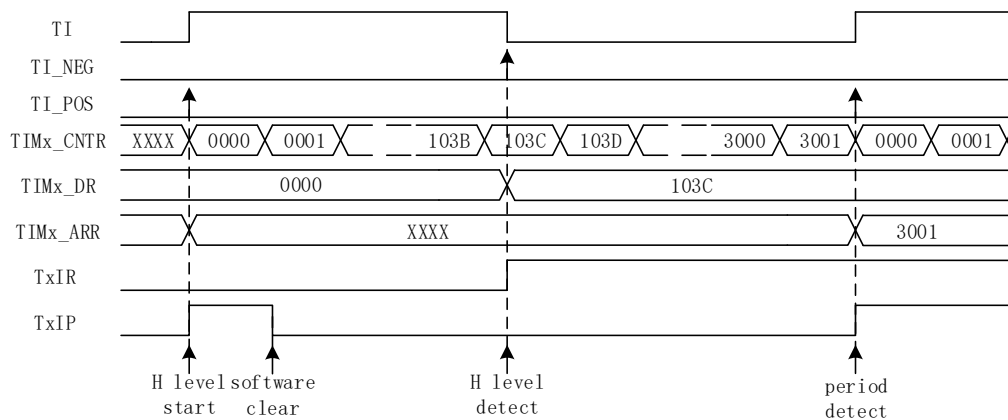 TI
TI_NEG
TI_POS
TIMx_CNTR XXXX 0000 0001 103B 103C 103D 3000 3001 0000 0001
TIMx_DR 0000 103C
TIMx_ARR XXXX 3001
TxIR
TxIP
H level software H level period
start clear detect detect